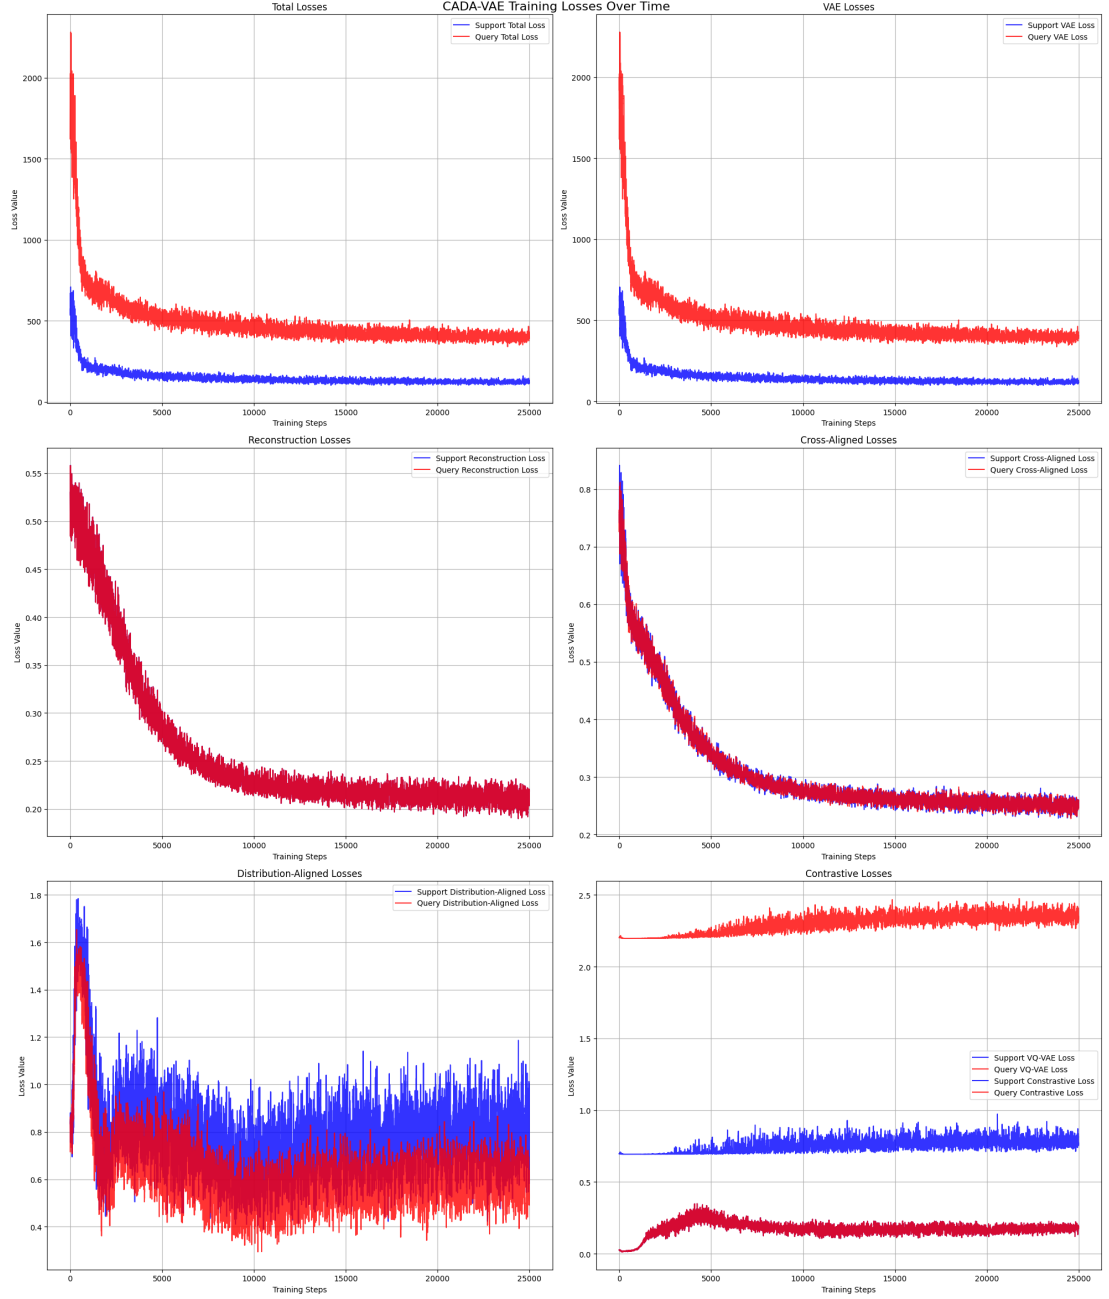 CADA-VAE Training Losses Over Time
Total Losses
Support Total Loss
Query Total Loss
2000
1500
1000
500
0
Loss Value
0 5000 10000 15000 20000 25000
Training Steps
VAE Losses
Support VAE Loss
Query VAE Loss
2000
1500
1000
500
0
Loss Value
0 5000 10000 15000 20000 25000
Training Steps
Reconstruction Losses
Support Reconstruction Loss
Query Reconstruction Loss
0.55
0.50
0.45
0.40
0.35
0.30
0.25
0.20
Loss Value
0 5000 10000 15000 20000 25000
Training Steps
Cross-Aligned Losses
Support Cross-Aligned Loss
Query Cross-Aligned Loss
0.8
0.7
0.6
0.5
0.4
0.3
0.2
Loss Value
0 5000 10000 15000 20000 25000
Training Steps
Distribution-Aligned Losses
Support Distribution-Aligned Loss
Query Distribution-Aligned Loss
1.8
1.6
1.4
1.2
1.0
0.8
0.6
0.4
Loss Value
0 5000 10000 15000 20000 25000
Training Steps
Contrastive Losses
2.5
2.0
1.5
1.0
0.5
0.0
Loss Value
Support VQ-VAE Loss
Query VQ-VAE Loss
Support Constrastive Loss
Query Contrastive Loss
0 5000 10000 15000 20000 25000
Training Steps